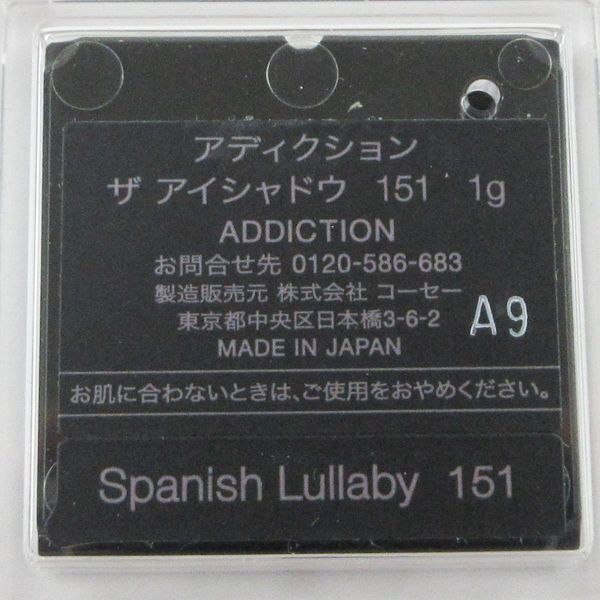 アディクション
ザ アイシャドウ 151 1g
ADDICTION
お問合せ先 0120-586-683
製造販売元 株式会社 コーセー
東京都中央区日本橋3-6-2
A9
MADE IN JAPAN
お肌に合わないときは、ご使用をおやめください。
Spanish Lullaby 151